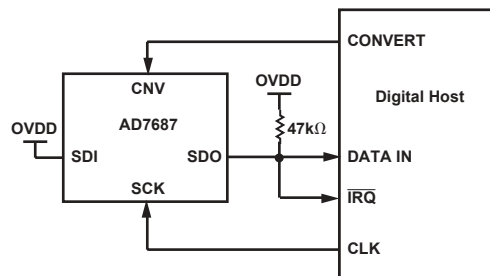 CONVERT
CNV
OVDD
Digital Host
AD7687
OVDD
47kΩ
SDI
SDO
DATA IN
SCK
IRQ
CLK